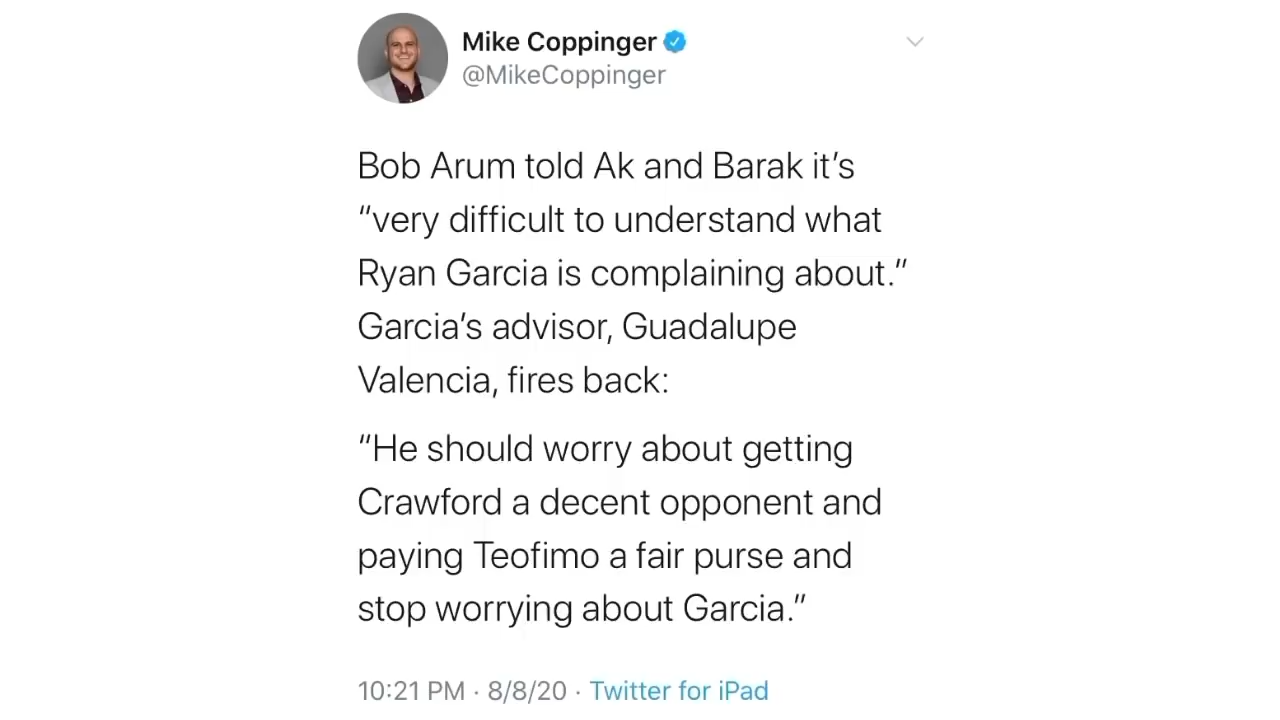 Mike Coppinger
@MikeCoppinger
Bob Arum told Ak and Barak it’s
“very difficult to understand what
Ryan Garcia is complaining about.”
Garcia’s advisor, Guadalupe
Valencia, fires back:
“He should worry about getting
Crawford a decent opponent and
paying Teofimo a fair purse and
stop worrying about Garcia.”
10:21 PM · 8/8/20 · Twitter for iPad